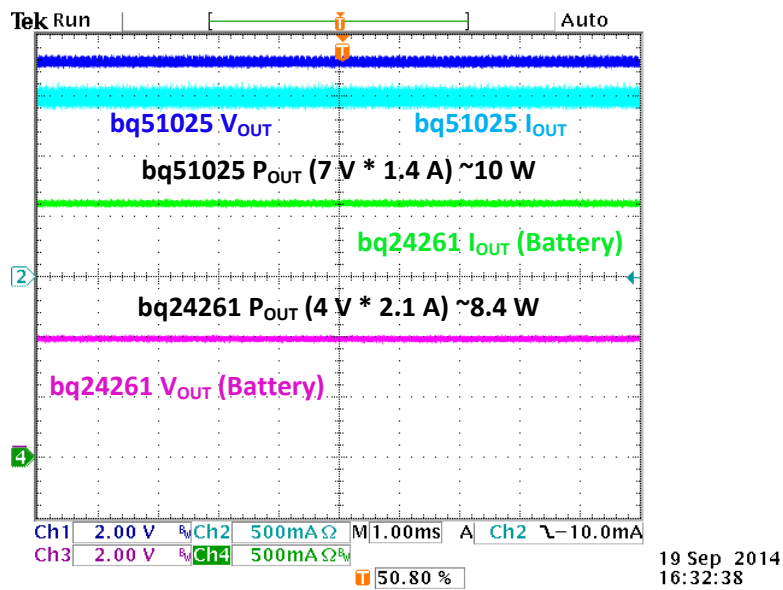 Tek Run Auto
T
T
bq51025 VOUT bq51025 IOUT
bq51025 POUT (7 V * 1.4 A) ~10 W
bq24261 IOUT (Battery)
2
bq24261 POUT (4 V * 2.1 A) ~8.4 W
bq24261 VOUT (Battery)
4
Ch1 2.00 V BW Ch2 500mA Ω M 1.00ms A Ch2 -10.0mA
Ch3 2.00 V BW Ch4 500mA Ω BW
T 50.80 %
19 Sep 2014
16:32:38